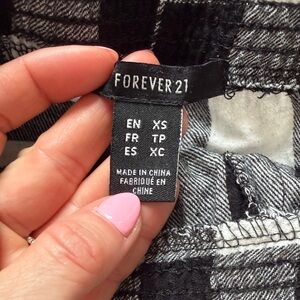 FOREVER 21
EN XS
FR TP
ES XC
MADE IN CHINA
FABRIQUÉ EN
CHINE